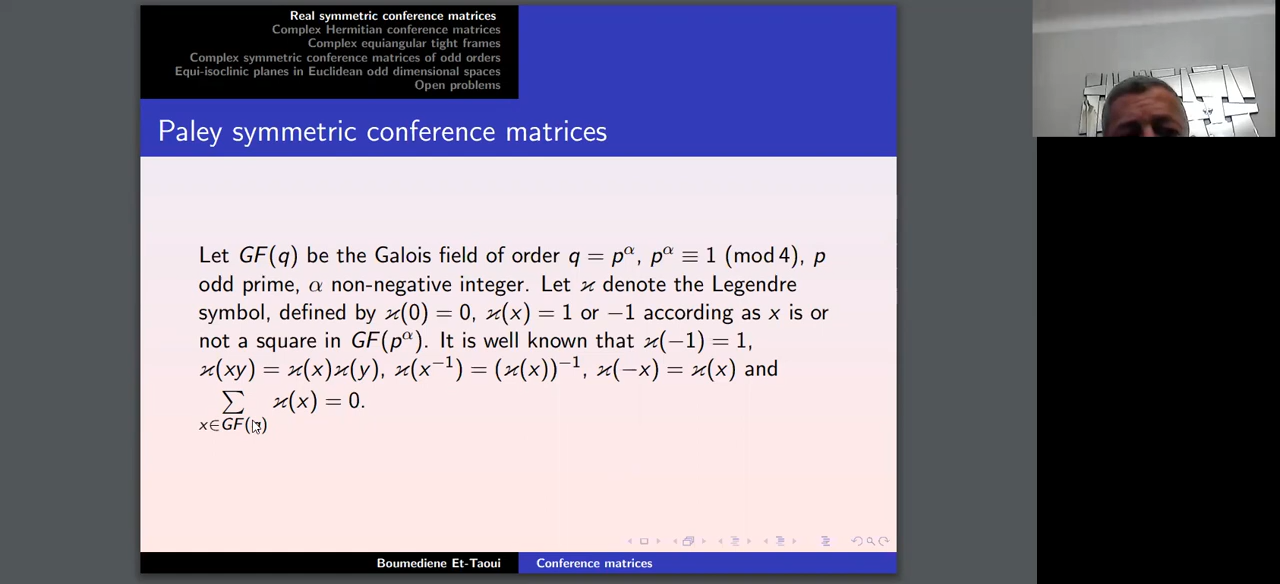 Real symmetric conference matrices
Complex Hermitian conference matrices
Complex equiangular tight frames
Complex symmetric conference matrices of odd orders
Equi-isoclinic planes in Euclidean odd dimensional spaces
Open problems
Paley symmetric conference matrices
Let GF(q) be the Galois field of order q = p^α, p^α ≡ 1 (mod 4), p
odd prime, α non-negative integer. Let ϰ denote the Legendre
symbol, defined by ϰ(0) = 0, ϰ(x) = 1 or −1 according as x is or
not a square in GF(p^α). It is well known that ϰ(−1) = 1,
ϰ(xy) = ϰ(x)ϰ(y), ϰ(x^{−1}) = (ϰ(x))^{−1}, ϰ(−x) = ϰ(x) and
∑ ϰ(x) = 0.
x∈GF( )
Boumediene Et-Taoui Conference matrices